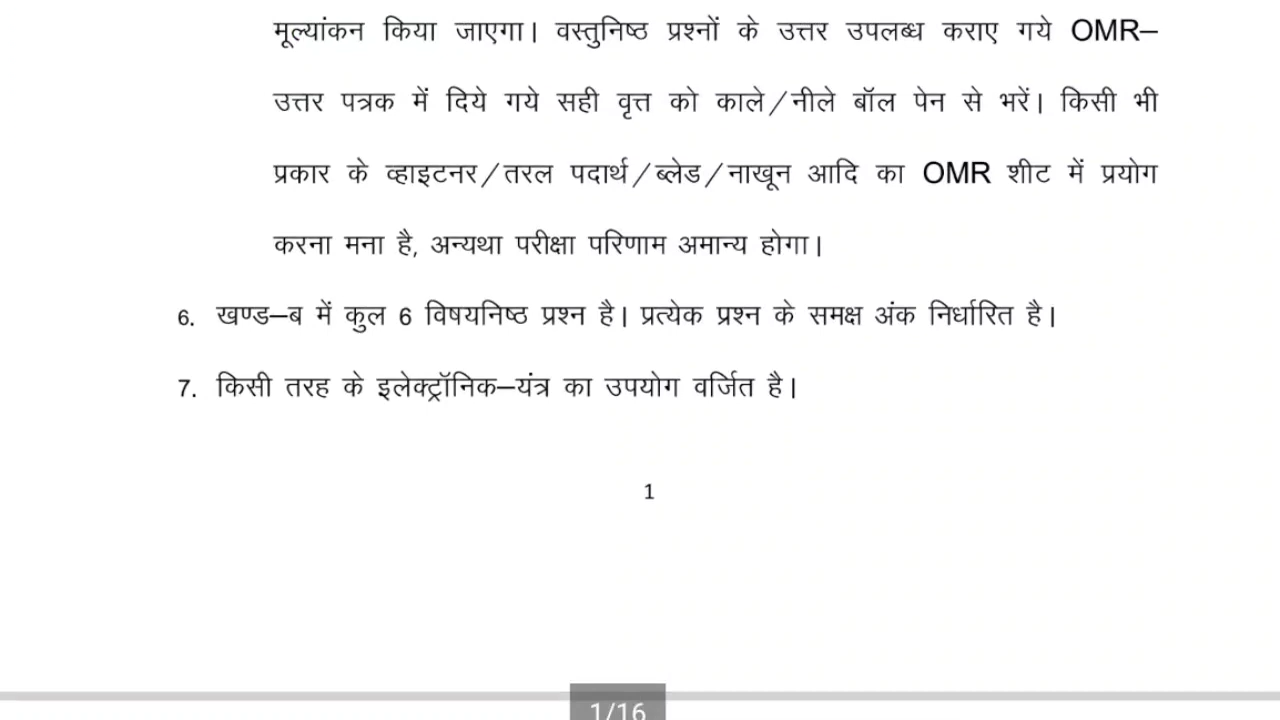 मूल्यांकन किया जाएगा। वस्तुनिष्ठ प्रश्नों के उत्तर उपलब्ध कराए गये OMR–
उत्तर पत्रक में दिये गये सही वृत्त को काले/नीले बॉल पेन से भरें। किसी भी
प्रकार के व्हाइटनर/तरल पदार्थ/ब्लेड/नाखून आदि का OMR शीट में प्रयोग
करना मना है, अन्यथा परीक्षा परिणाम अमान्य होगा।
6. खण्ड–ब में कुल 6 विषयनिष्ठ प्रश्न है। प्रत्येक प्रश्न के समक्ष अंक निर्धारित है।
7. किसी तरह के इलेक्ट्रॉनिक–यंत्र का उपयोग वर्जित है।
1
1/16